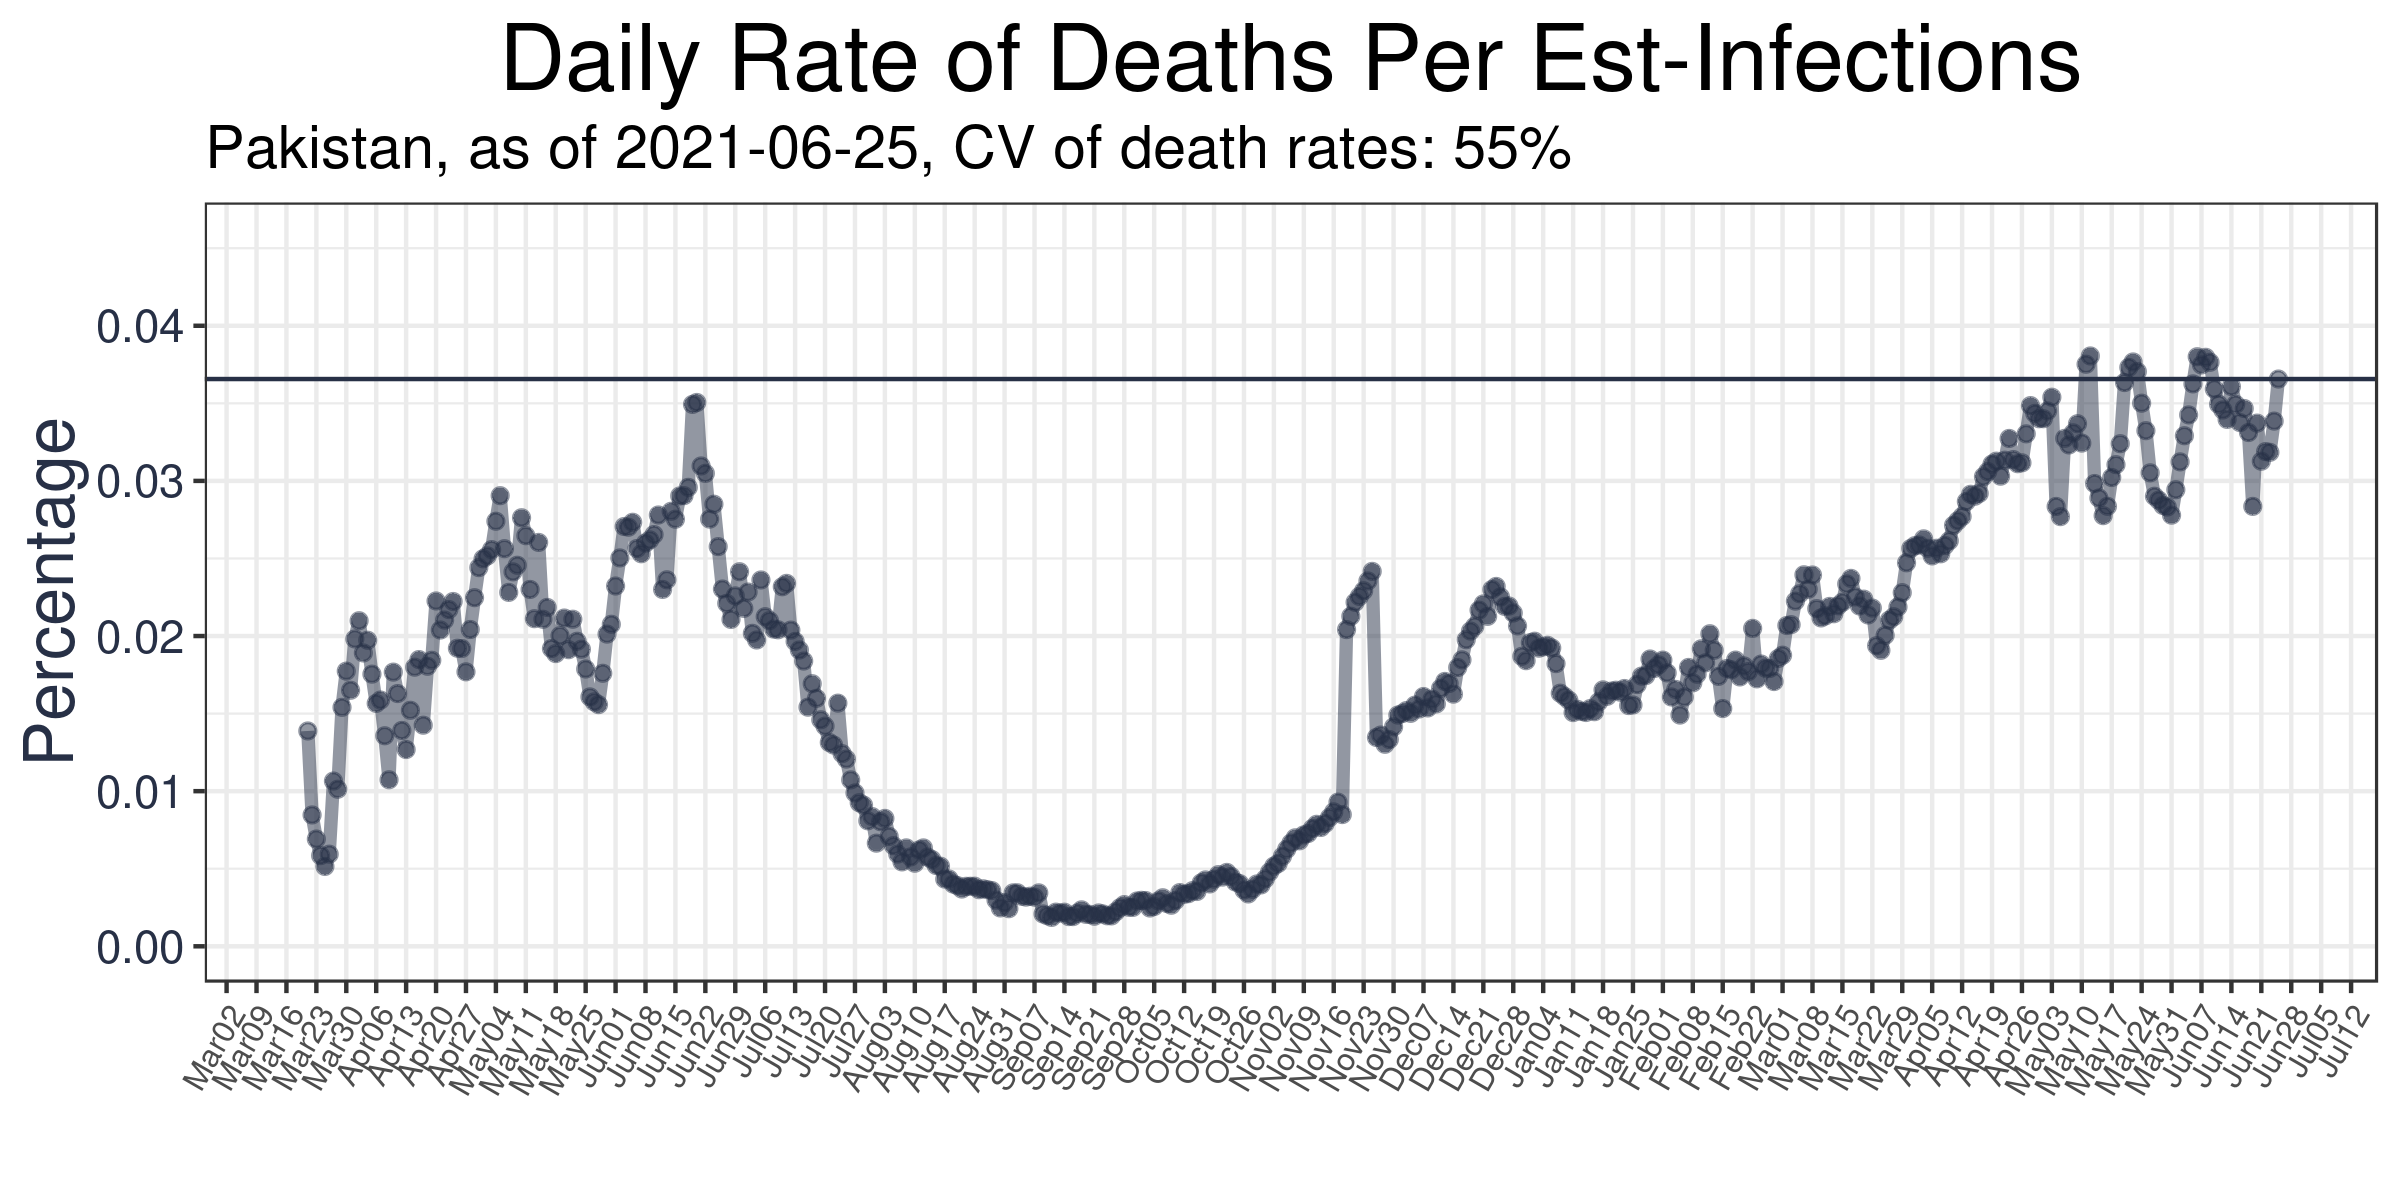 Daily Rate of Deaths Per Est-Infections
Pakistan, as of 2021-06-25, CV of death rates: 55%
Percentage
0.04
0.03
0.02
0.01
0.00
Mar02
Mar09
Mar16
Mar23
Mar30
Apr06
Apr13
Apr20
Apr27
May04
May11
May18
May25
Jun01
Jun08
Jun15
Jun22
Jun29
Jul06
Jul13
Jul20
Jul27
Aug03
Aug10
Aug17
Aug24
Aug31
Sep07
Sep14
Sep21
Sep28
Oct05
Oct12
Oct19
Oct26
Nov02
Nov09
Nov16
Nov23
Nov30
Dec07
Dec14
Dec21
Dec28
Jan04
Jan11
Jan18
Jan25
Feb01
Feb08
Feb15
Feb22
Mar01
Mar08
Mar15
Mar22
Mar29
Apr05
Apr12
Apr19
Apr26
May03
May10
May17
May24
May31
Jun07
Jun14
Jun21
Jun28
Jul05
Jul12